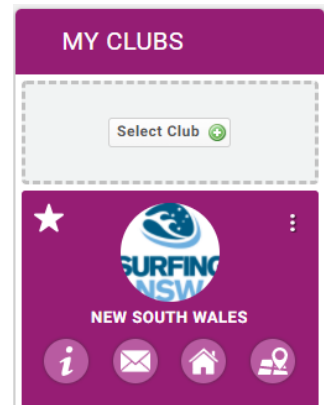 MY CLUBS
Select Club
SURFING
NSW
NEW SOUTH WALES